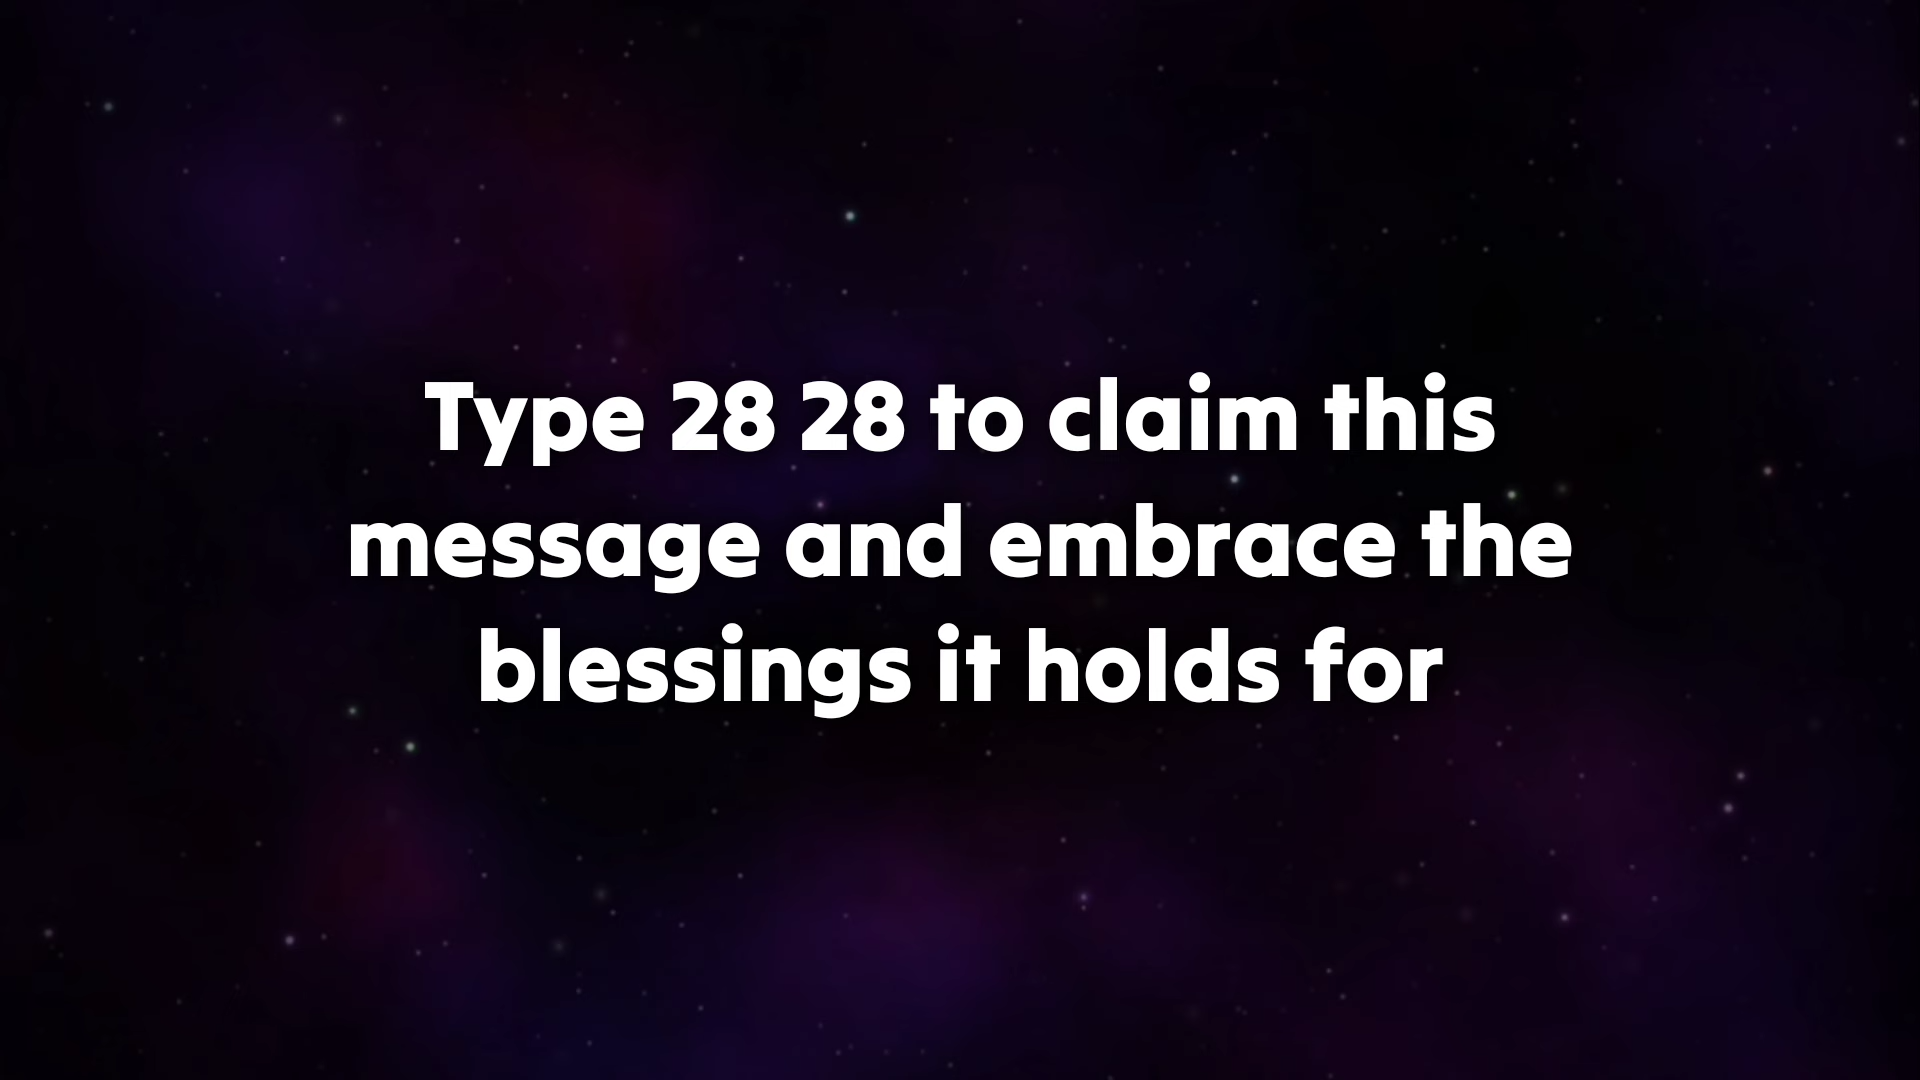 Type 28 28 to claim this
message and embrace the
blessings it holds for